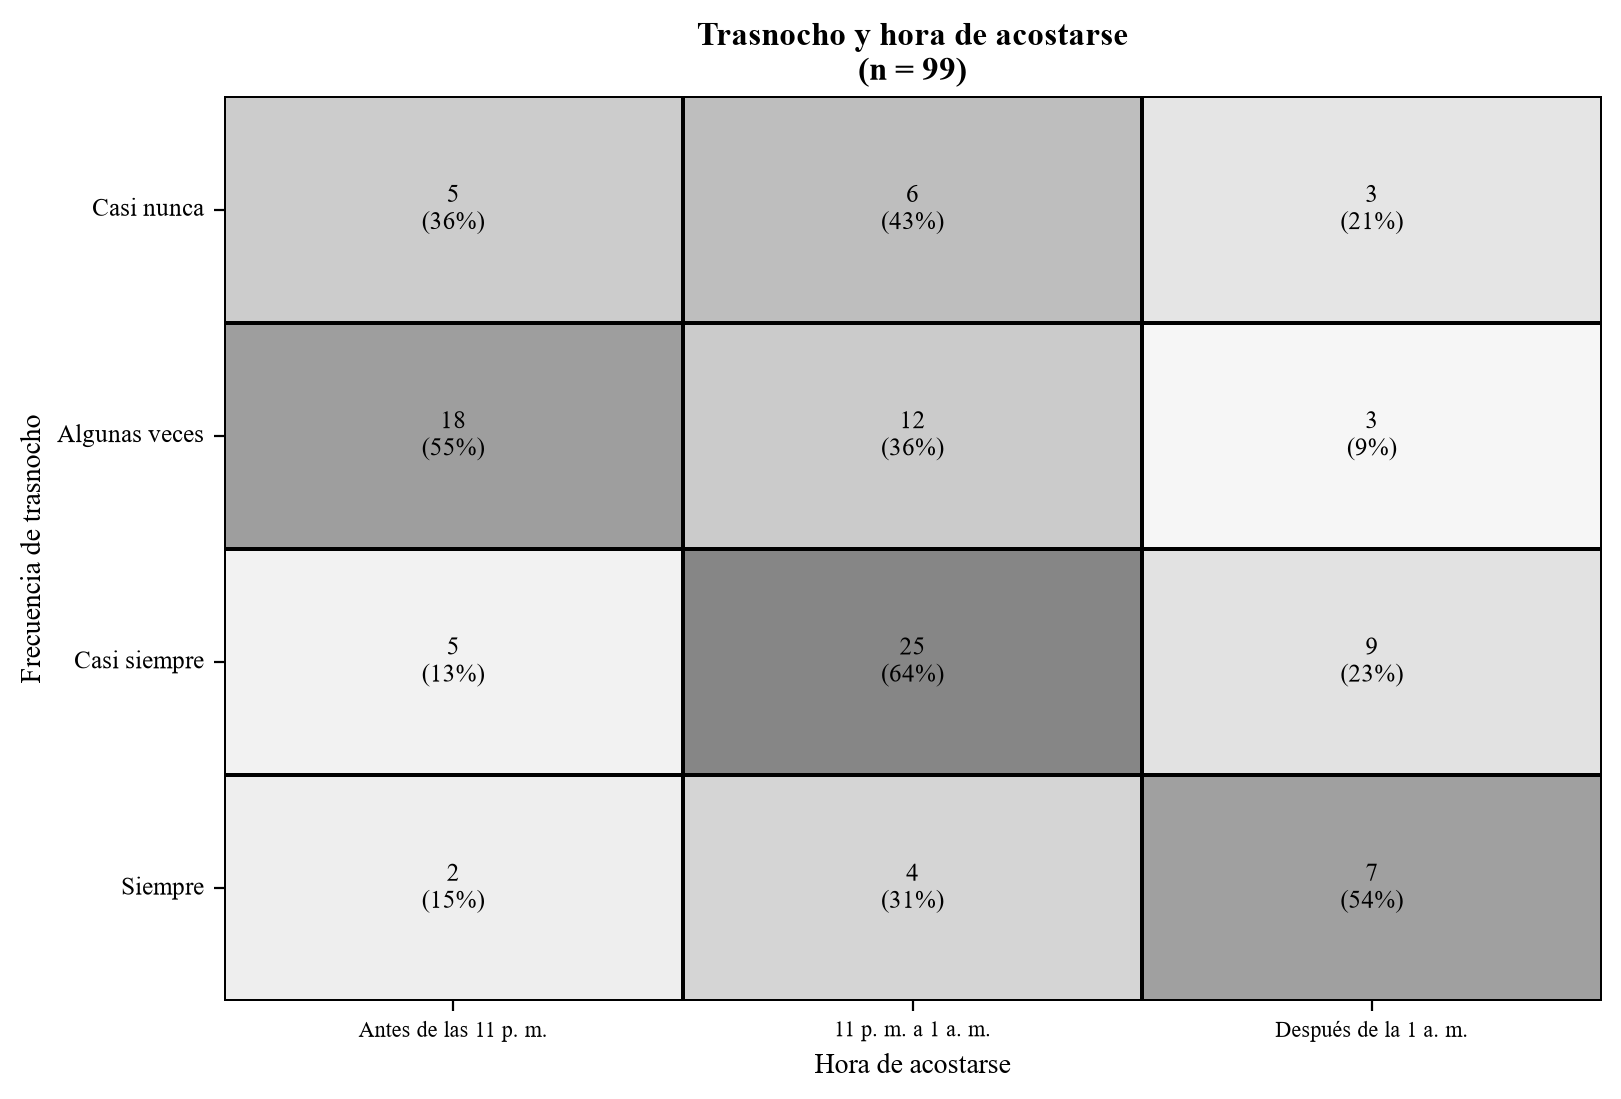 Trasnocho y hora de acostarse
(n = 99)
Frecuencia de trasnocho
Casi nunca
5
(36%)
6
(43%)
3
(21%)
Algunas veces
18
(55%)
12
(36%)
3
(9%)
Casi siempre
5
(13%)
25
(64%)
9
(23%)
Siempre
2
(15%)
4
(31%)
7
(54%)
Antes de las 11 p. m.
11 p. m. a 1 a. m.
Después de la 1 a. m.
Hora de acostarse